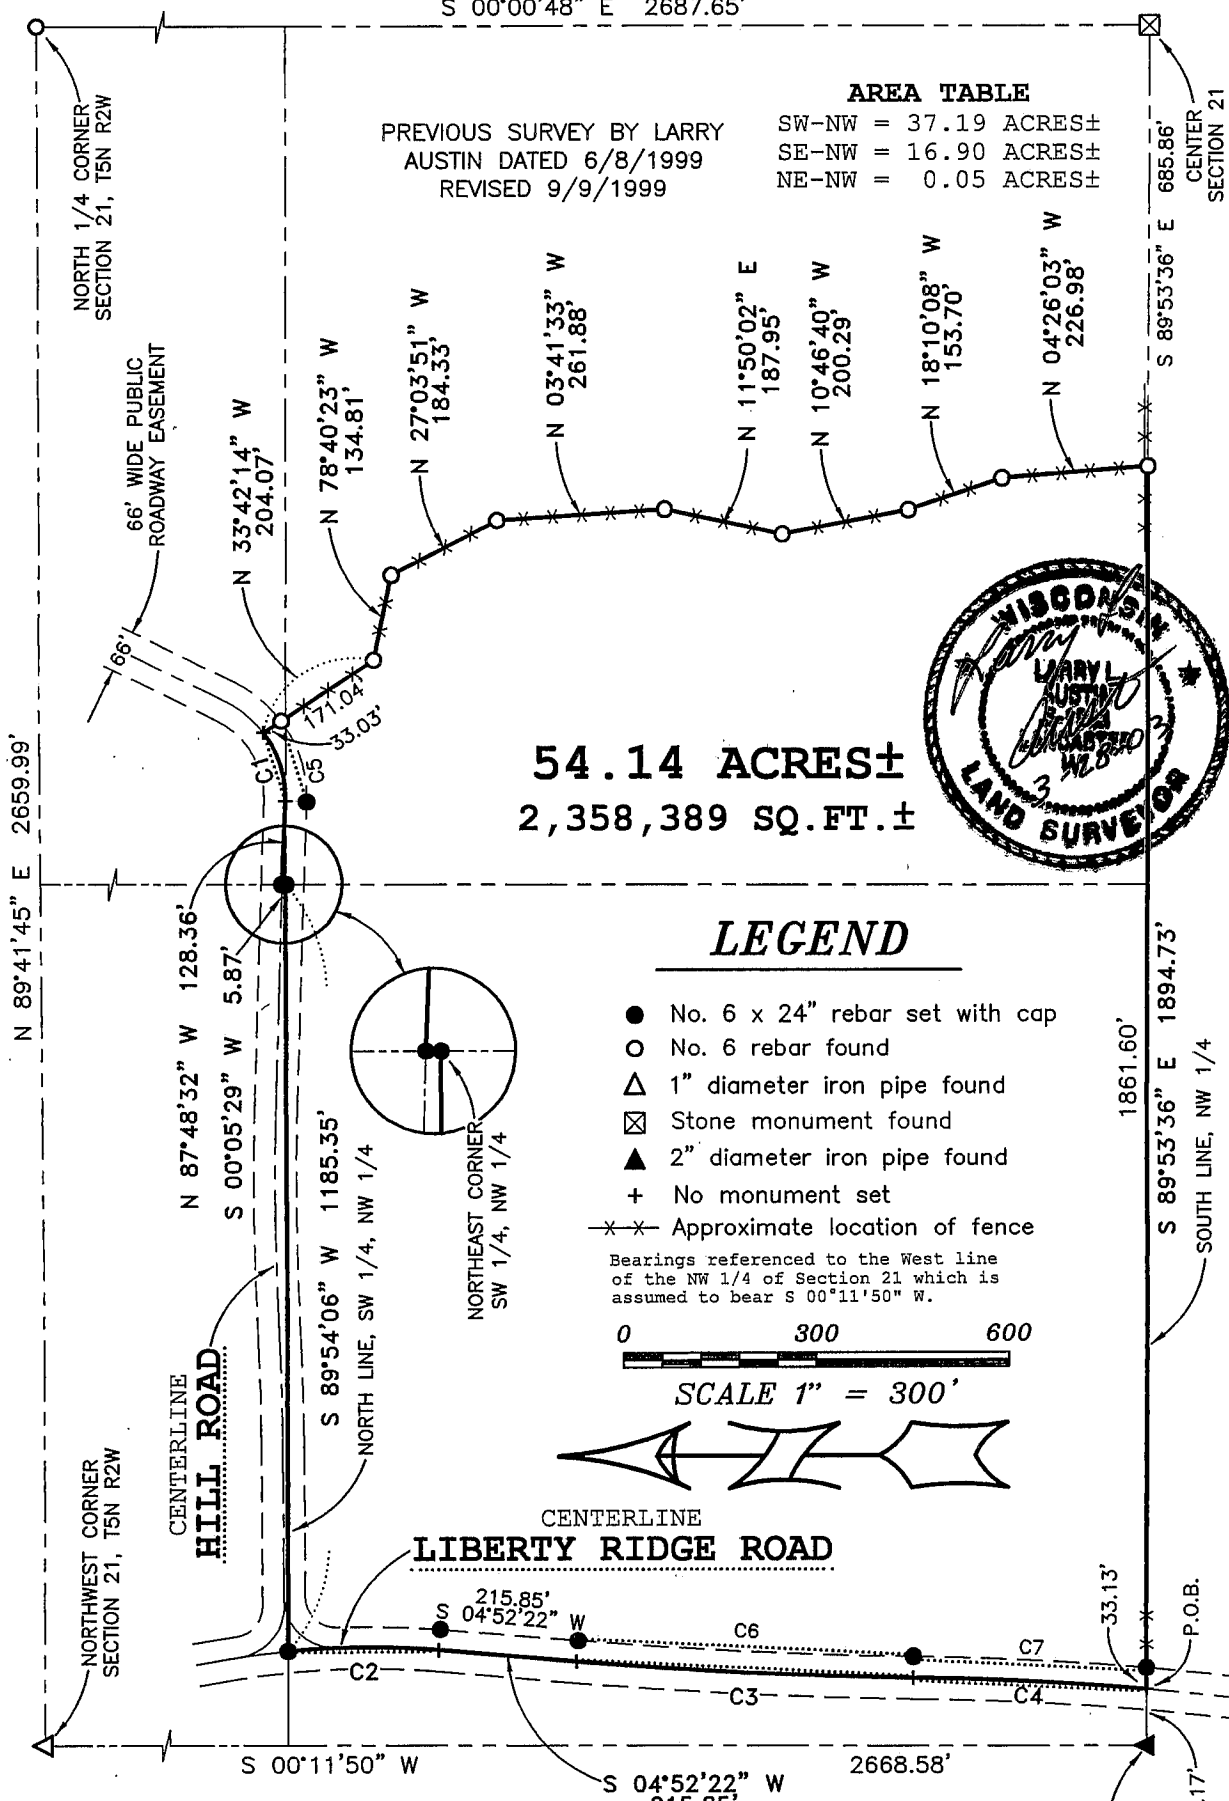 S 00°00'48" E 2687.65'
NORTH 1/4 CORNER
SECTION 21, T5N R2W
PREVIOUS SURVEY BY LARRY
AUSTIN DATED 6/8/1999
REVISED 9/9/1999
AREA TABLE
SW-NW = 37.19 ACRES±
SE-NW = 16.90 ACRES±
NE-NW = 0.05 ACRES±
CENTER
SECTION 21
S 89°53'36" E 685.86'
66' WIDE PUBLIC
ROADWAY EASEMENT
N 33°42'14" W
204.07'
N 78°40'23" W
134.81'
N 27°03'51" W
184.33'
N 03°41'33" W
261.88'
N 11°50'02" E
187.95'
N 10°46'40" W
200.29'
N 18°10'08" W
153.70'
N 04°26'03" W
226.98'
66'
171.04'
33.03'
C1
C5
54.14 ACRES±
2,358,389 SQ.FT.±
WISCONSIN
LARRY L.
AUSTIN
LAND SURVEYOR
N 89°41'45" E 2659.99'
N 87°48'32" W 128.36'
S 00°05'29" W 5.87'
S 89°54'06" W 1185.35'
NORTH LINE, SW 1/4, NW 1/4
NORTHEAST CORNER
SW 1/4, NW 1/4
LEGEND
No. 6 x 24" rebar set with cap
No. 6 rebar found
1" diameter iron pipe found
Stone monument found
2" diameter iron pipe found
+ No monument set
Approximate location of fence
Bearings referenced to the West line
of the NW 1/4 of Section 21 which is
assumed to bear S 00°11'50" W.
0 300 600
SCALE 1" = 300'
1861.60'
S 89°53'36" E 1894.73'
SOUTH LINE, NW 1/4
CENTERLINE
HILL ROAD
CENTERLINE
LIBERTY RIDGE ROAD
NORTHWEST CORNER
SECTION 21, T5N R2W
215.85'
S 04°52'22" W
C6
C7
C2
C3
C4
33.13'
P.O.B.
S 00°11'50" W
2668.58'
S 04°52'22" W
215.85'
.17'